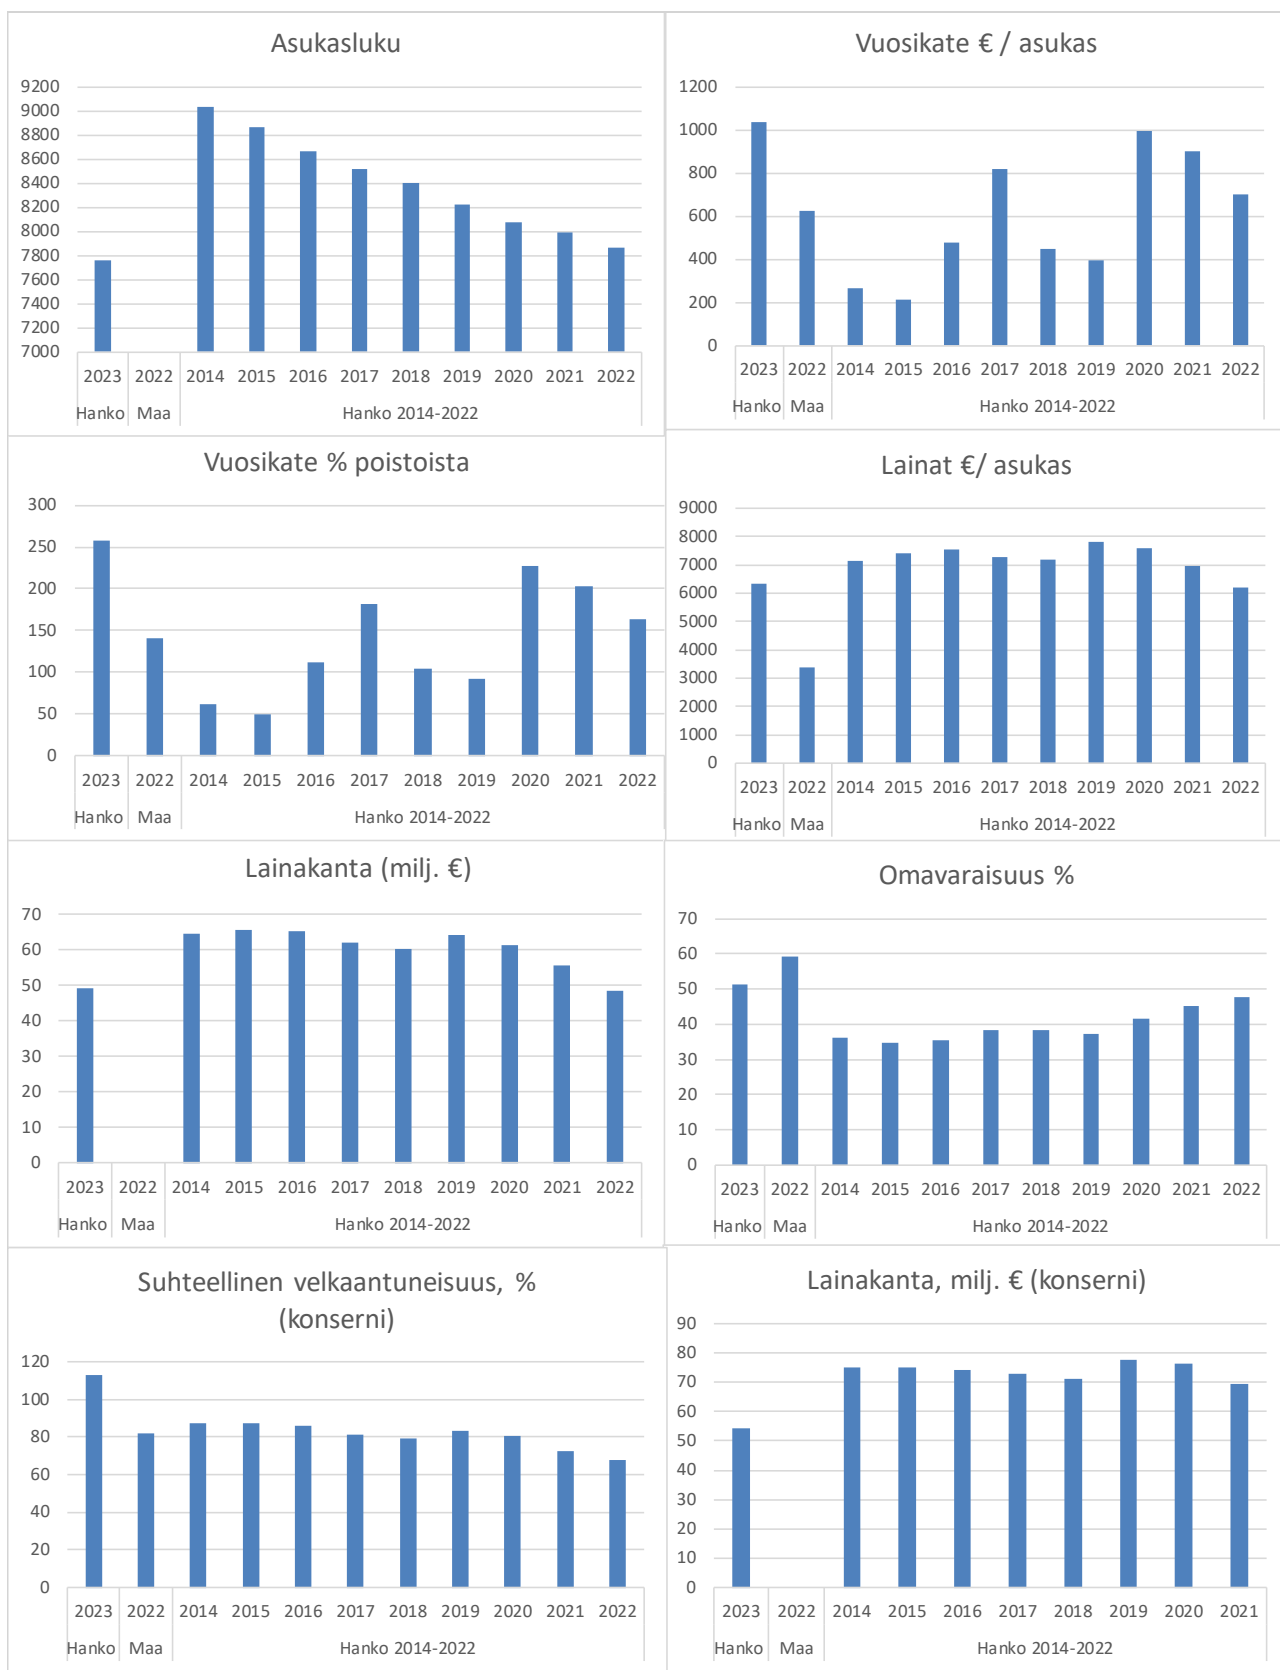 Asukasluku
9200
9000
8800
8600
8400
8200
8000
7800
7600
7400
7200
7000
2023 2022 2014 2015 2016 2017 2018 2019 2020 2021 2022
Hanko Maa Hanko 2014-2022
Vuosikate € / asukas
1200
1000
800
600
400
200
0
2023 2022 2014 2015 2016 2017 2018 2019 2020 2021 2022
Hanko Maa Hanko 2014-2022
Vuosikate % poistoista
300
250
200
150
100
50
0
2023 2022 2014 2015 2016 2017 2018 2019 2020 2021 2022
Hanko Maa Hanko 2014-2022
Lainat €/ asukas
9000
8000
7000
6000
5000
4000
3000
2000
1000
0
2023 2022 2014 2015 2016 2017 2018 2019 2020 2021 2022
Hanko Maa Hanko 2014-2022
Lainakanta (milj. €)
70
60
50
40
30
20
10
0
2023 2022 2014 2015 2016 2017 2018 2019 2020 2021 2022
Hanko Maa Hanko 2014-2022
Omavaraisuus %
70
60
50
40
30
20
10
0
2023 2022 2014 2015 2016 2017 2018 2019 2020 2021 2022
Hanko Maa Hanko 2014-2022
Suhteellinen velkaantuneisuus, %
(konserni)
120
100
80
60
40
20
0
2023 2022 2014 2015 2016 2017 2018 2019 2020 2021 2022
Hanko Maa Hanko 2014-2022
Lainakanta, milj. € (konserni)
90
80
70
60
50
40
30
20
10
0
2023 2022 2014 2015 2016 2017 2018 2019 2020 2021
Hanko Maa Hanko 2014-2022